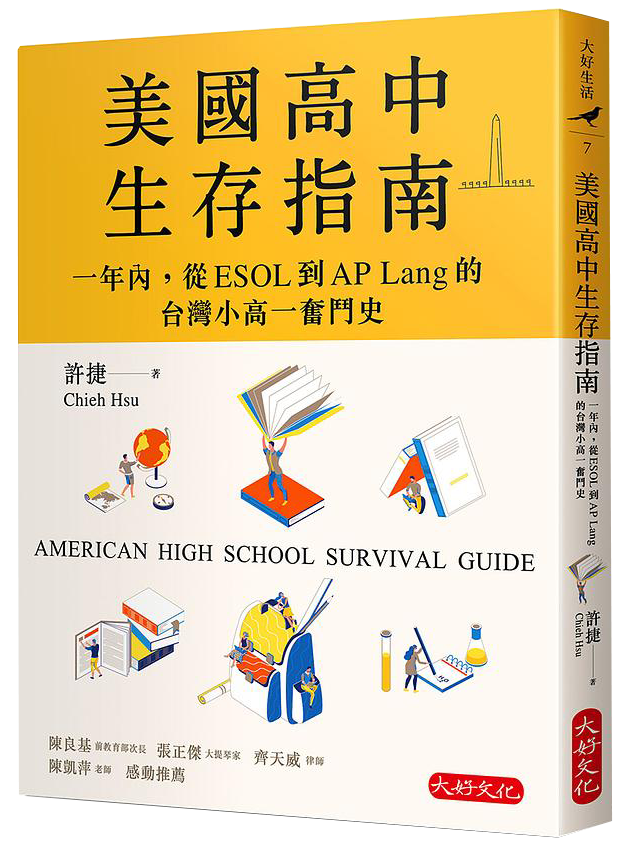 美國高中
生存指南
一年內，從ESOL到AP Lang的
台灣小高一奮鬥史
許捷——著
Chieh Hsu
AMERICAN HIGH SCHOOL SURVIVAL GUIDE
H₂O
陳良基 前教育部次長 張正傑 大提琴家 齊天威 律師
陳凱萍 老師 感動推薦
大好文化
大好生活
7
美國高中生存指南
一年內，從ESOL到AP Lang
的台灣小高一奮鬥史
許捷——著
Chieh Hsu
大好文化